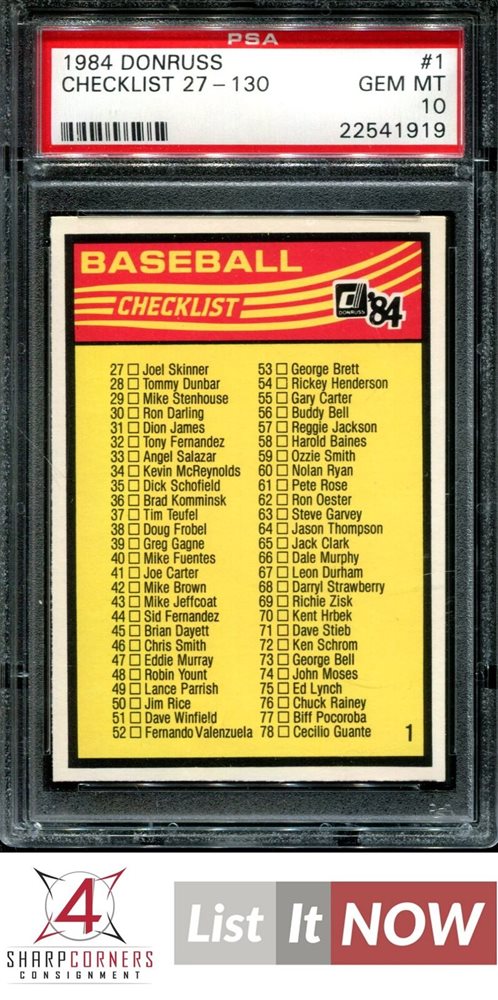 PSA
1984 DONRUSS #1
CHECKLIST 27 – 130 GEM MT
10
22541919
BASEBALL
CHECKLIST
DONRUSS '84
27 Joel Skinner
28 Tommy Dunbar
29 Mike Stenhouse
30 Ron Darling
31 Dion James
32 Tony Fernandez
33 Angel Salazar
34 Kevin McReynolds
35 Dick Schofield
36 Brad Komminsk
37 Tim Teufel
38 Doug Frobel
39 Greg Gagne
40 Mike Fuentes
41 Joe Carter
42 Mike Brown
43 Mike Jeffcoat
44 Sid Fernandez
45 Brian Dayett
46 Chris Smith
47 Eddie Murray
48 Robin Yount
49 Lance Parrish
50 Jim Rice
51 Dave Winfield
52 Fernando Valenzuela
53 George Brett
54 Rickey Henderson
55 Gary Carter
56 Buddy Bell
57 Reggie Jackson
58 Harold Baines
59 Ozzie Smith
60 Nolan Ryan
61 Pete Rose
62 Ron Oester
63 Steve Garvey
64 Jason Thompson
65 Jack Clark
66 Dale Murphy
67 Leon Durham
68 Darryl Strawberry
69 Richie Zisk
70 Kent Hrbek
71 Dave Stieb
72 Ken Schrom
73 George Bell
74 John Moses
75 Ed Lynch
76 Chuck Rainey
77 Biff Pocoroba
78 Cecilio Guante
1
4
SHARPCORNERS
CONSIGNMENT
List It NOW